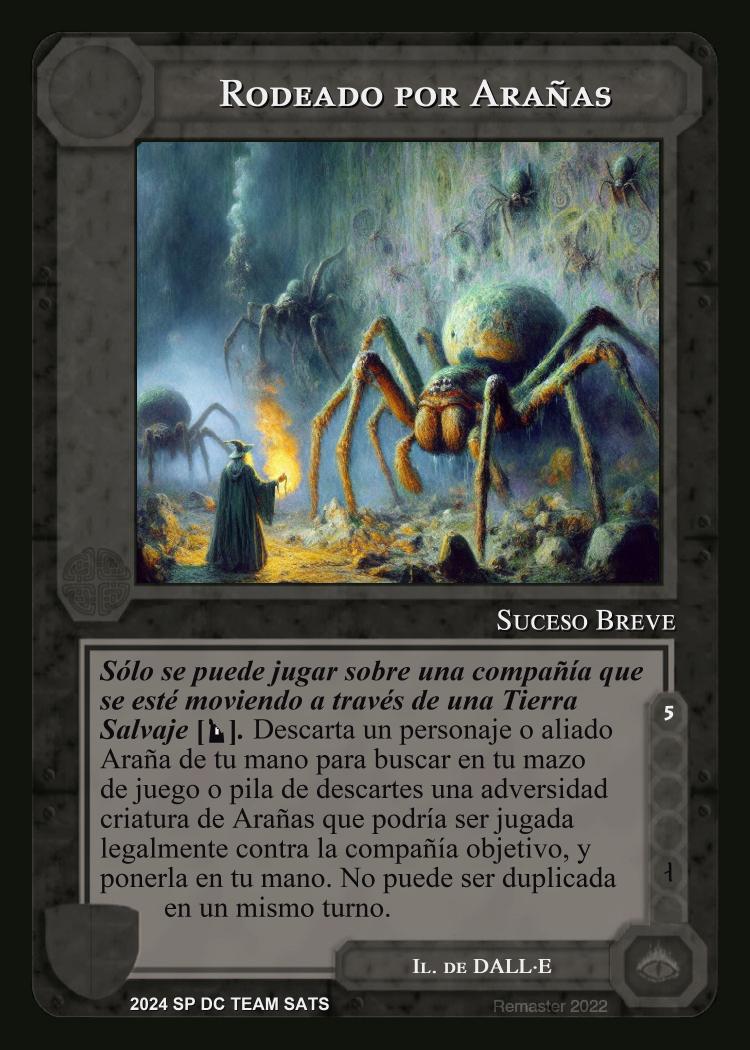 Rodeado por Arañas
Suceso Breve
Sólo se puede jugar sobre una compañía que
se esté moviendo a través de una Tierra
Salvaje [ ]. Descarta un personaje o aliado
Araña de tu mano para buscar en tu mazo
de juego o pila de descartes una adversidad
criatura de Arañas que podría ser jugada
legalmente contra la compañía objetivo, y
ponerla en tu mano. No puede ser duplicada
en un mismo turno.
5
Il. de DALL·E
2024 SP DC TEAM SATS
Remaster 2022